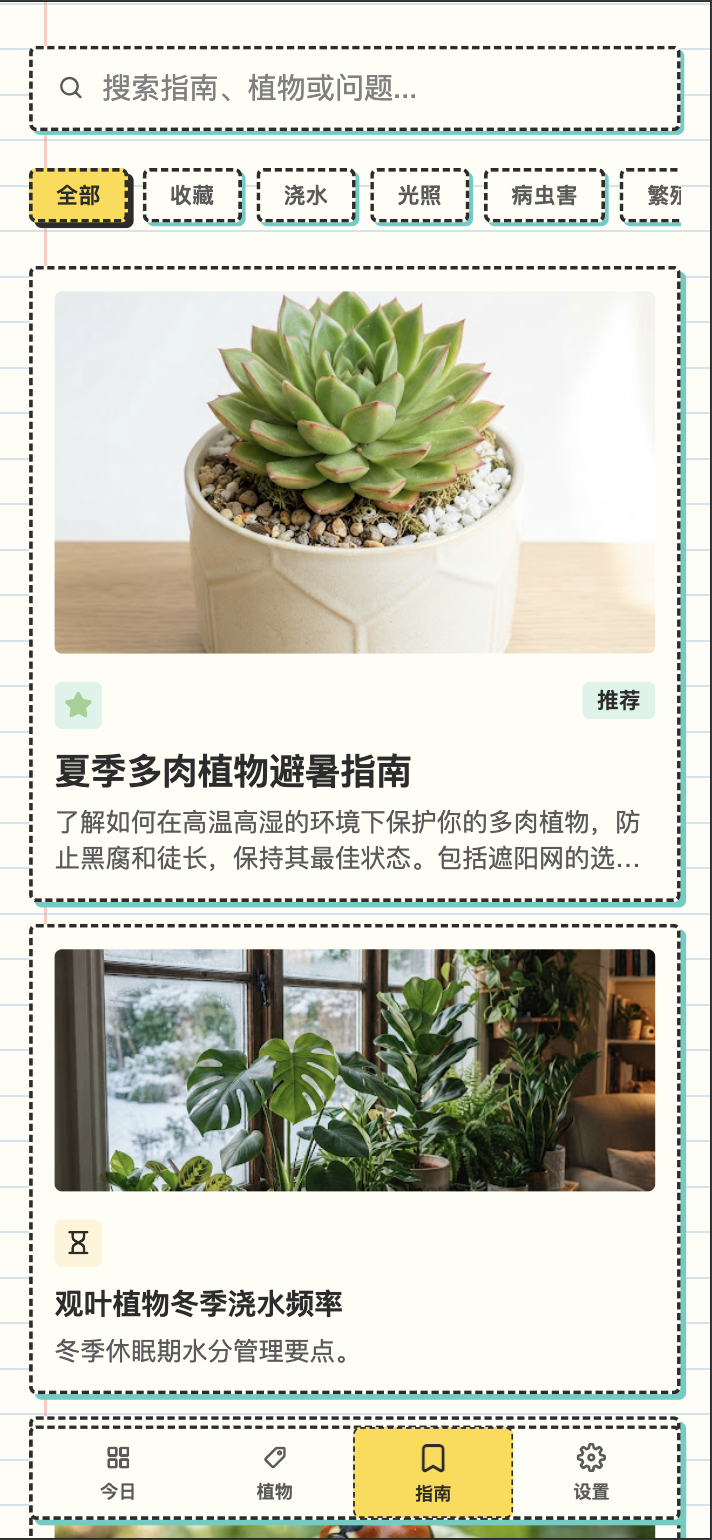 搜索指南、植物或问题...
全部
收藏
浇水
光照
病虫害
繁殖
推荐
夏季多肉植物避暑指南
了解如何在高温高湿的环境下保护你的多肉植物，防
止黑腐和徒长，保持其最佳状态。包括遮阳网的选…
观叶植物冬季浇水频率
冬季休眠期水分管理要点。
今日
植物
指南
设置